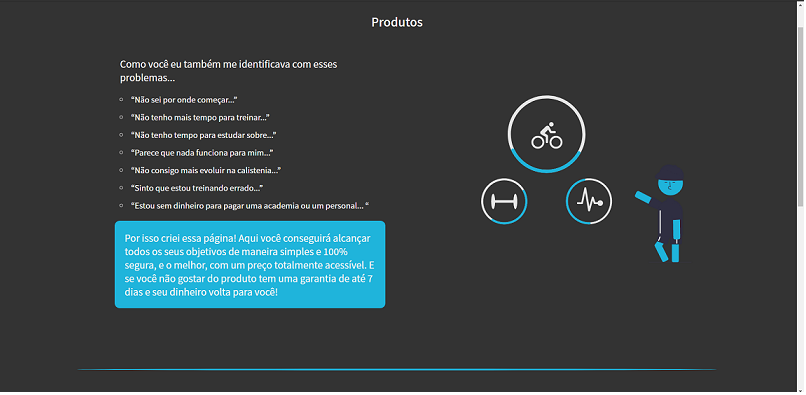 Produtos
Como você eu também me identificava com esses
problemas...
“Não sei por onde começar...”
“Não tenho mais tempo para treinar...”
“Não tenho tempo para estudar sobre...”
“Parece que nada funciona para mim...”
“Não consigo mais evoluir na calistenia...”
“Sinto que estou treinando errado...”
“Estou sem dinheiro para pagar uma academia ou um personal... “
Por isso criei essa página! Aqui você conseguirá alcançar
todos os seus objetivos de maneira simples e 100%
segura, e o melhor, com um preço totalmente acessível. E
se você não gostar do produto tem uma garantia de até 7
dias e seu dinheiro volta para você!